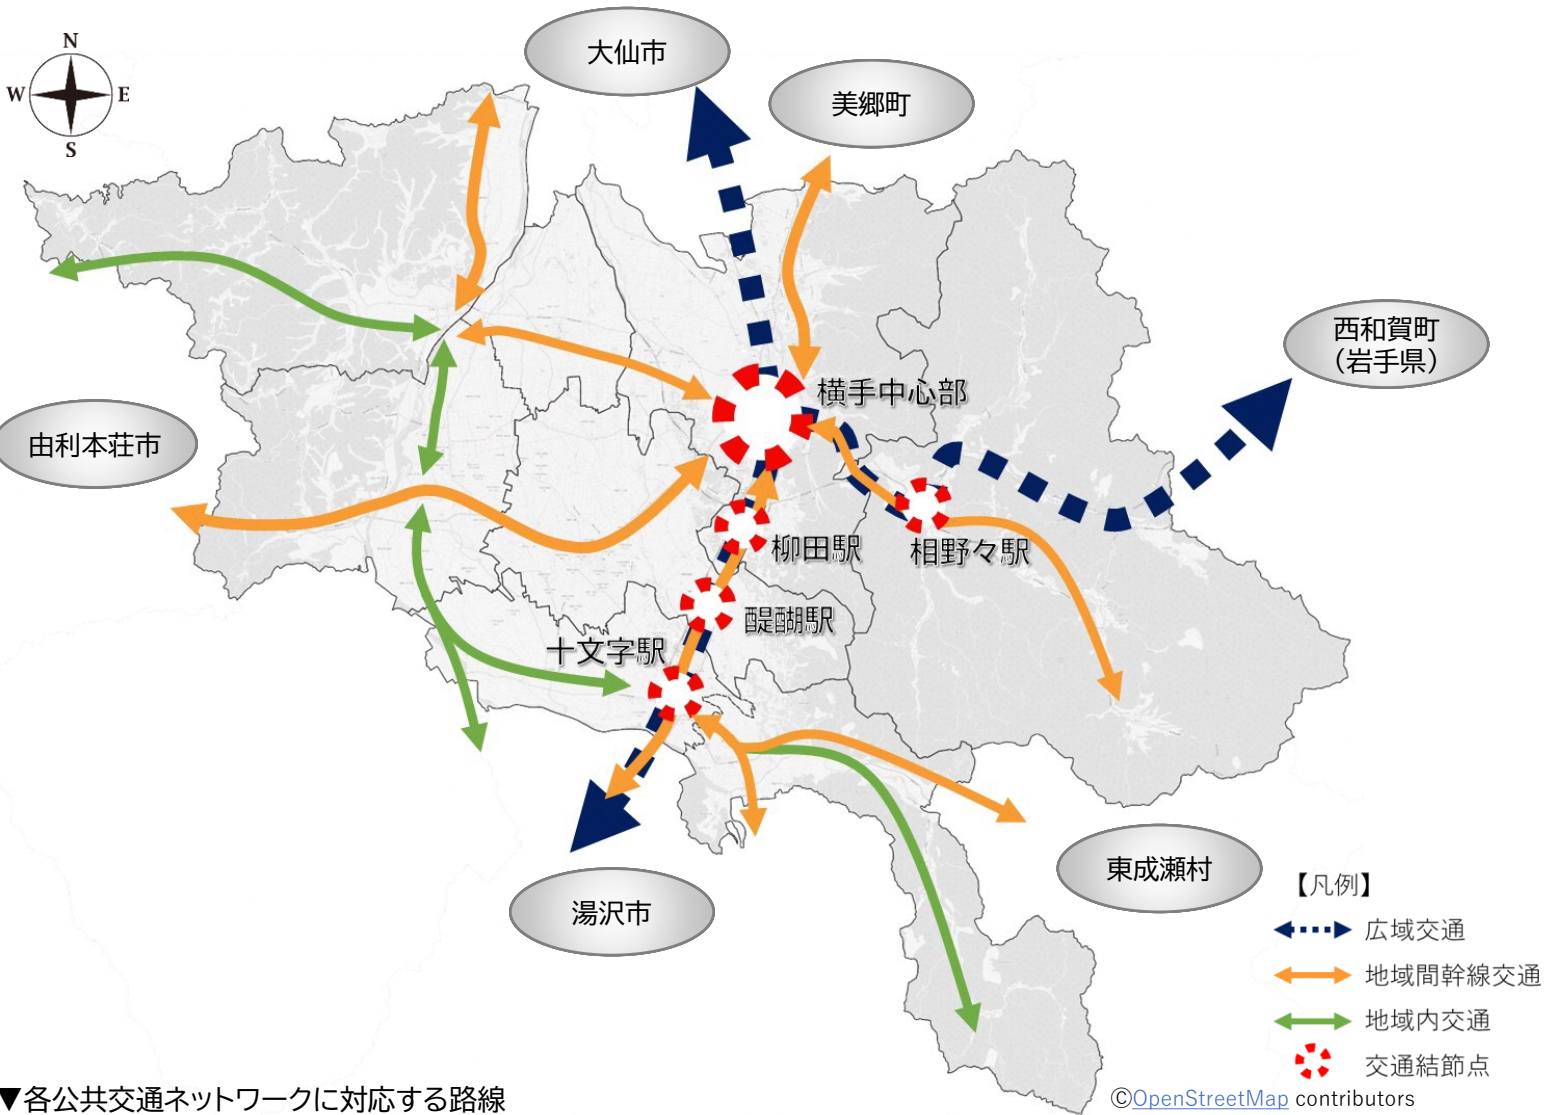 N
W E
S
大仙市
美郷町
西和賀町
（岩手県）
横手中心部
由利本荘市
柳田駅
相野々駅
醍醐駅
十文字駅
東成瀬村
湯沢市
【凡例】
広域交通
地域間幹線交通
地域内交通
交通結節点
▼各公共交通ネットワークに対応する路線
©OpenStreetMap contributors